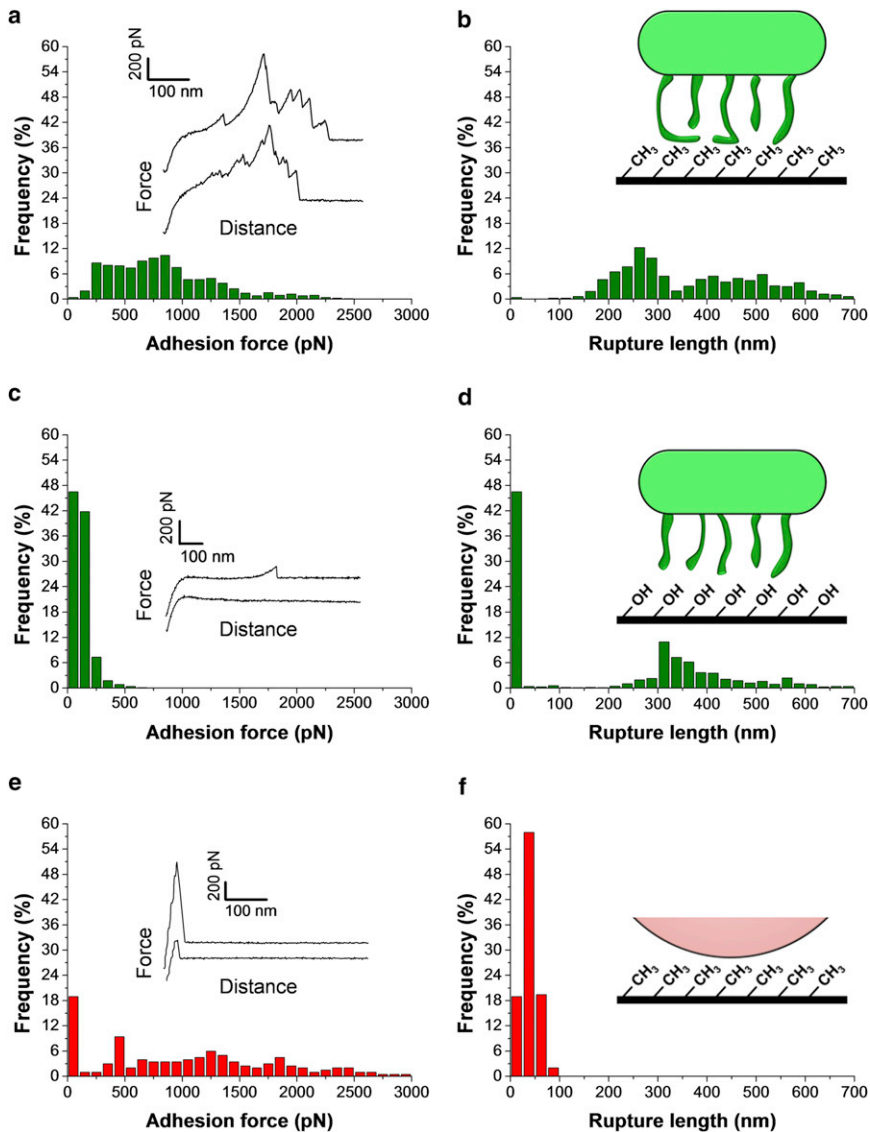 a
60
54
48
42
36
30
24
18
12
6
0
Frequency (%)
200 pN
100 nm
Force
Distance
0 500 1000 1500 2000 2500 3000
Adhesion force (pN)
b
60
54
48
42
36
30
24
18
12
6
0
Frequency (%)
CH3 CH3 CH3 CH3 CH3 CH3 CH3
0 100 200 300 400 500 600 700
Rupture length (nm)
c
60
54
48
42
36
30
24
18
12
6
0
Frequency (%)
200 pN
100 nm
Force
Distance
0 500 1000 1500 2000 2500 3000
Adhesion force (pN)
d
60
54
48
42
36
30
24
18
12
6
0
Frequency (%)
OH OH OH OH OH OH OH
0 100 200 300 400 500 600 700
Rupture length (nm)
e
60
54
48
42
36
30
24
18
12
6
0
Frequency (%)
200 pN
100 nm
Force
Distance
0 500 1000 1500 2000 2500 3000
Adhesion force (pN)
f
60
54
48
42
36
30
24
18
12
6
0
Frequency (%)
CH3 CH3 CH3 CH3 CH3 CH3 CH3
0 100 200 300 400 500 600 700
Rupture length (nm)